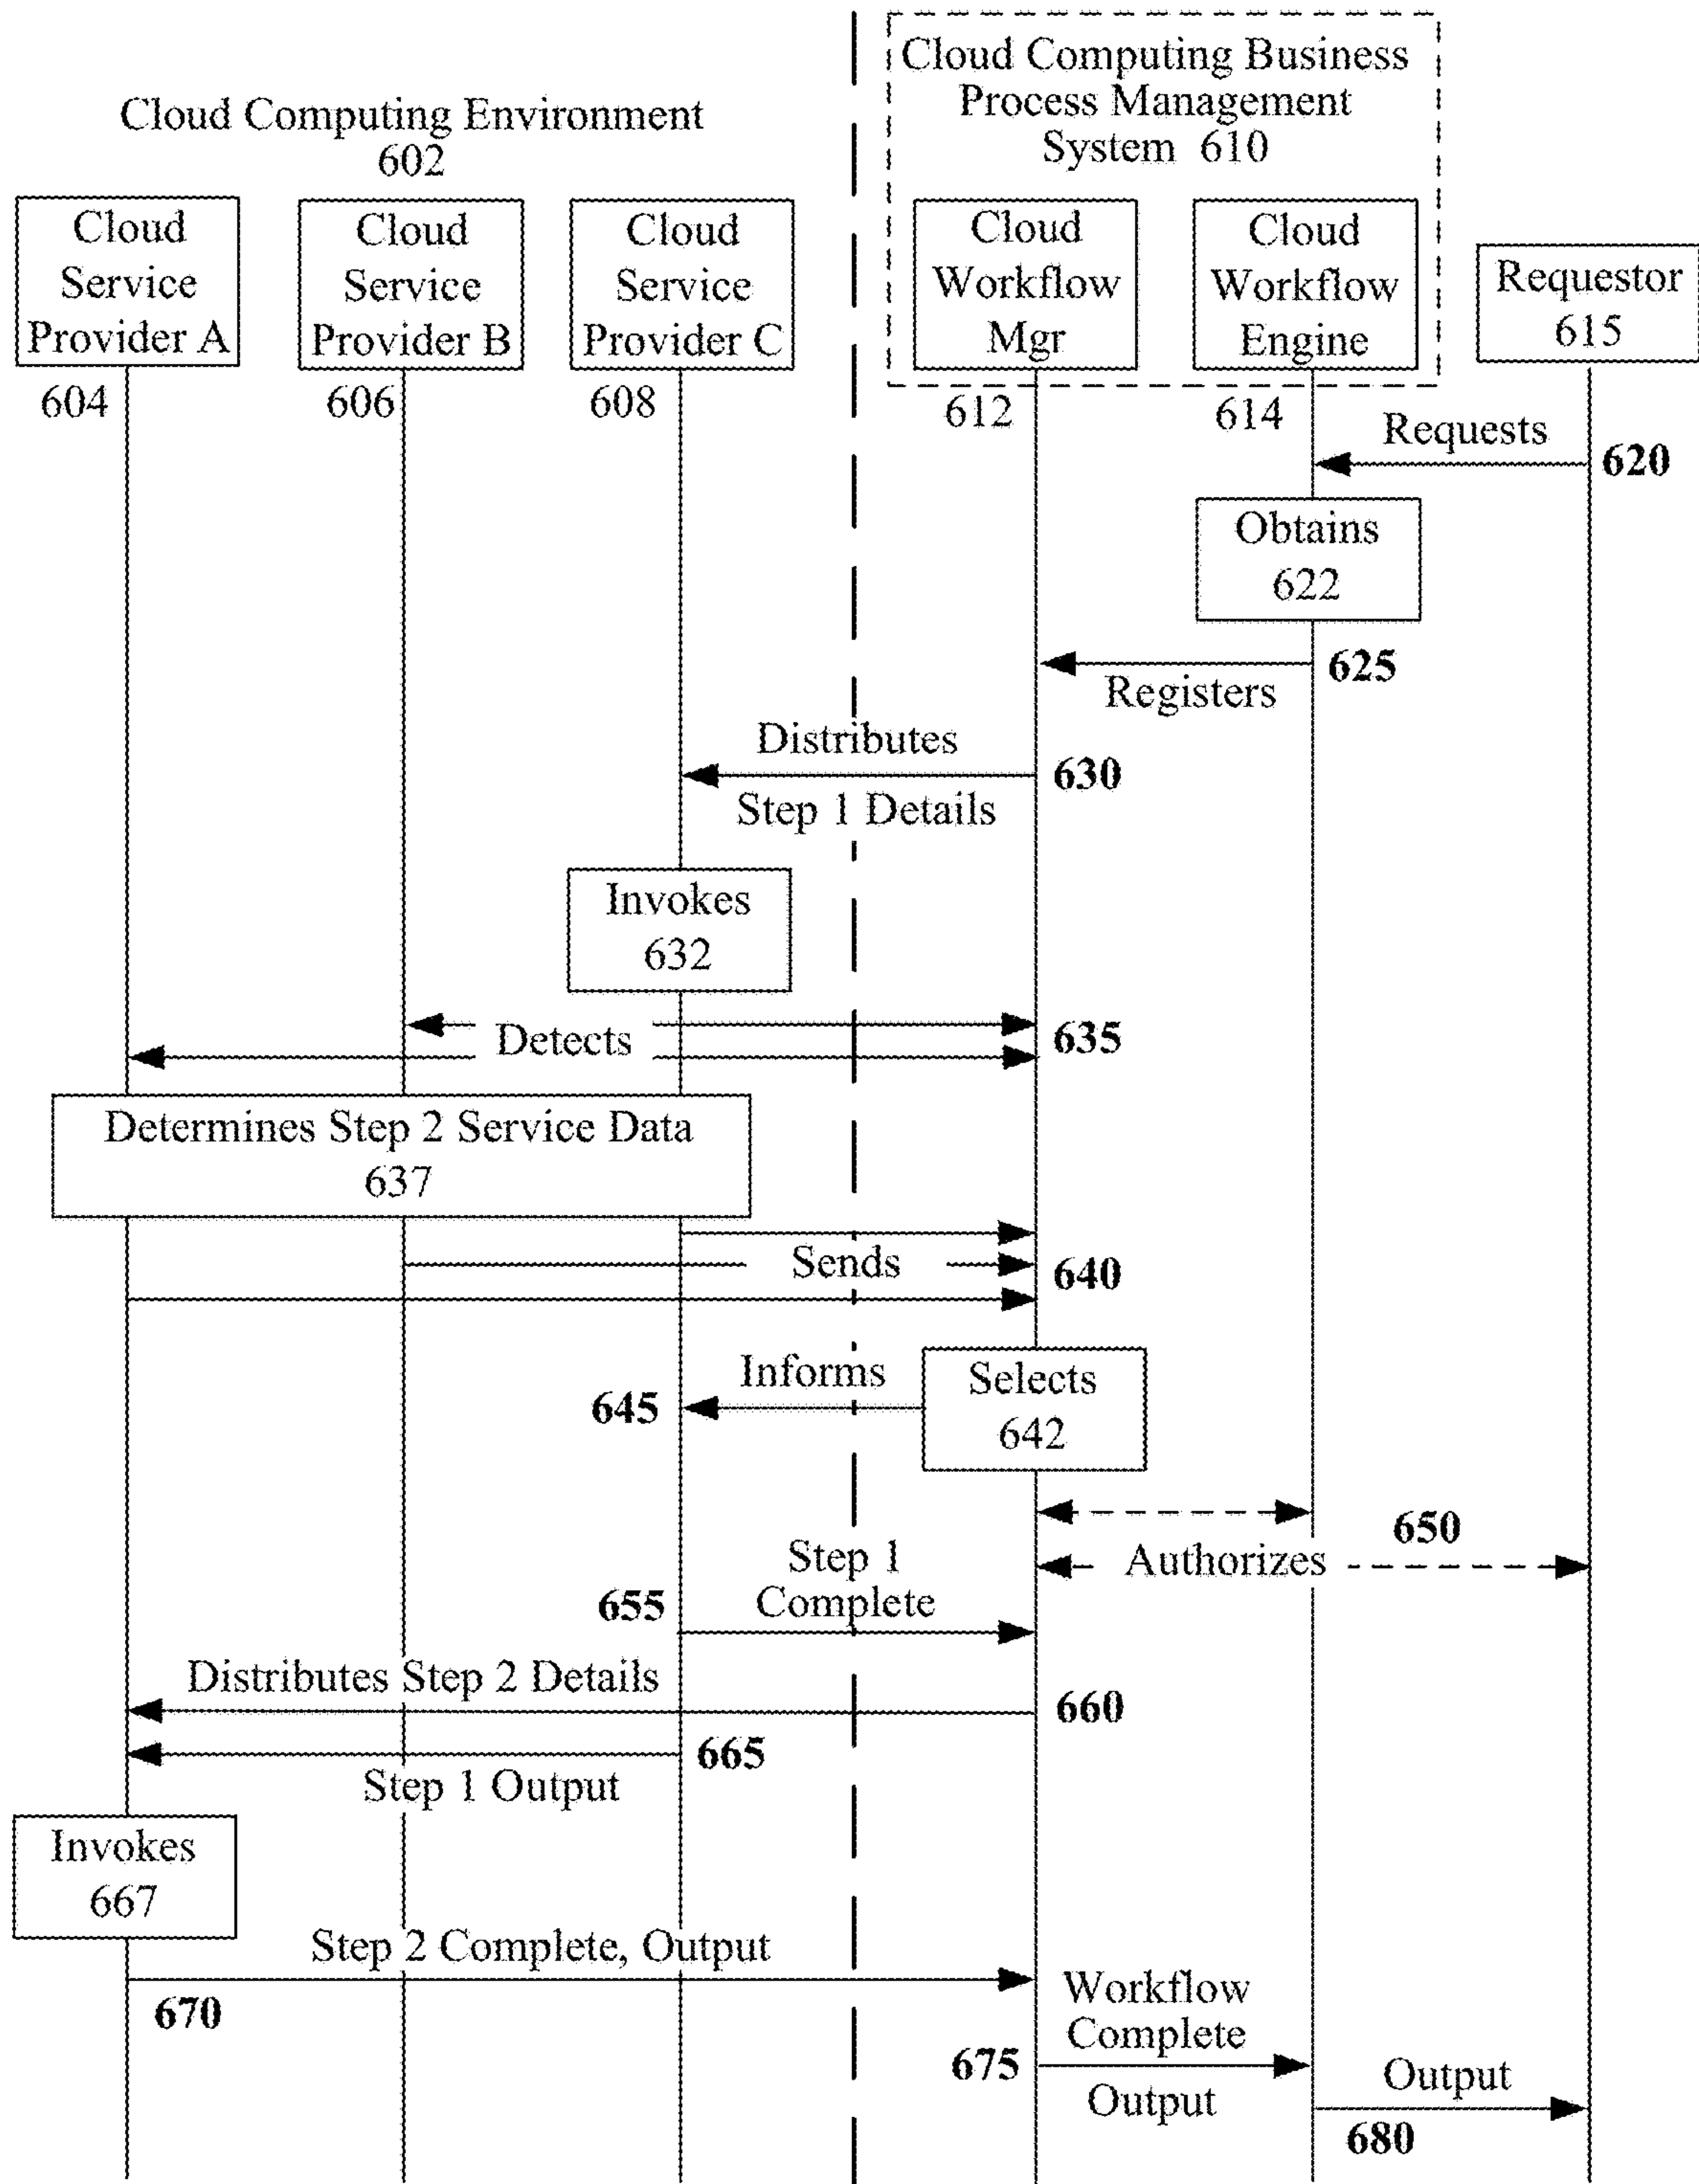 Cloud Computing Environment
602
Cloud Computing Business
Process Management
System 610
Cloud
Service
Provider A
604
Cloud
Service
Provider B
606
Cloud
Service
Provider C
608
Cloud
Workflow
Mgr
612
Cloud
Workflow
Engine
614
Requestor
615
Requests
620
Obtains
622
625
Registers
Distributes
630
Step 1 Details
Invokes
632
Detects
635
Determines Step 2 Service Data
637
Sends
640
Informs
645
Selects
642
650
Authorizes
Step 1
Complete
655
Distributes Step 2 Details
660
665
Step 1 Output
Invokes
667
Step 2 Complete, Output
670
Workflow
Complete
675
Output
Output
680